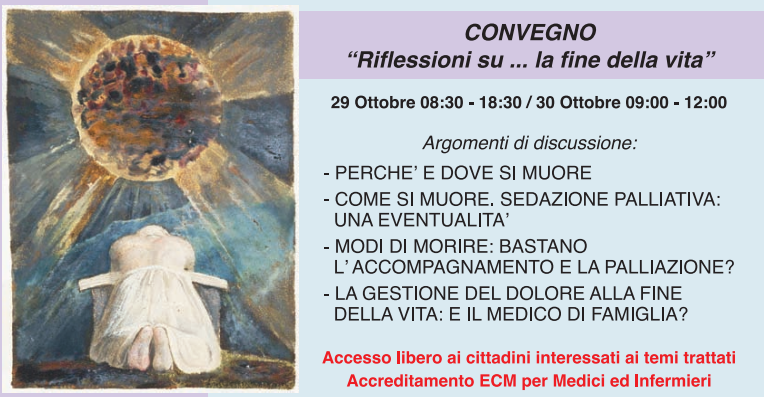 CONVEGNO
“Riflessioni su ... la fine della vita”
29 Ottobre 08:30 - 18:30 / 30 Ottobre 09:00 - 12:00
Argomenti di discussione:
- PERCHE’ E DOVE SI MUORE
- COME SI MUORE. SEDAZIONE PALLIATIVA:
UNA EVENTUALITA’
- MODI DI MORIRE: BASTANO
L’ ACCOMPAGNAMENTO E LA PALLIAZIONE?
- LA GESTIONE DEL DOLORE ALLA FINE
DELLA VITA: E IL MEDICO DI FAMIGLIA?
Accesso libero ai cittadini interessati ai temi trattati
Accreditamento ECM per Medici ed Infermieri